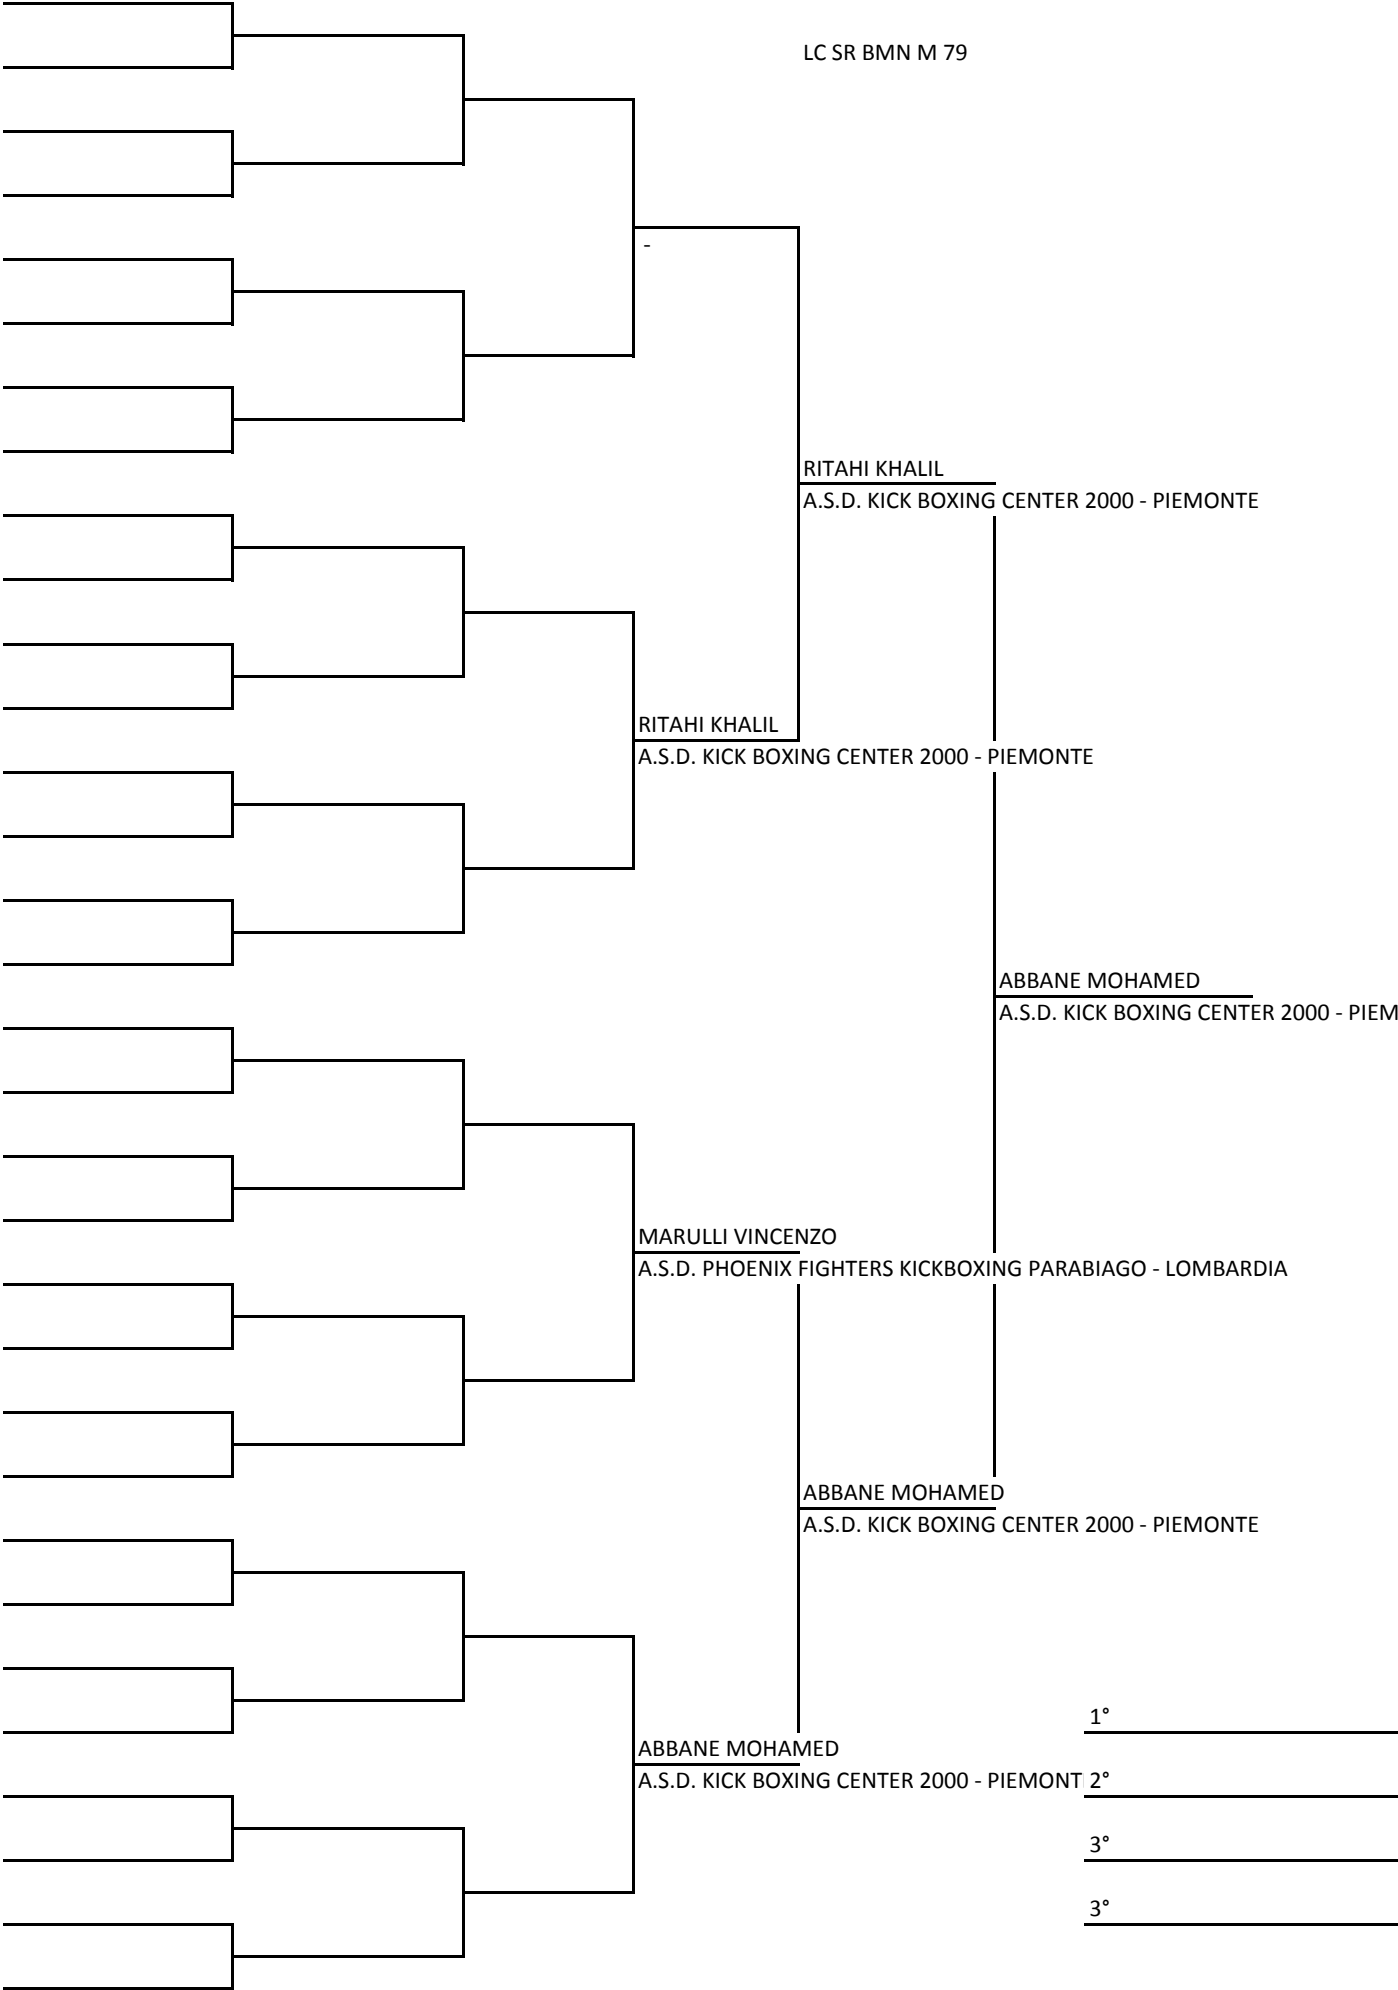 LC SR BMN M 79
-
RITAHI KHALIL
A.S.D. KICK BOXING CENTER 2000 - PIEMONTE
RITAHI KHALIL
A.S.D. KICK BOXING CENTER 2000 - PIEMONTE
ABBANE MOHAMED
A.S.D. KICK BOXING CENTER 2000 - PIEM
MARULLI VINCENZO
A.S.D. PHOENIX FIGHTERS KICKBOXING PARABIAGO - LOMBARDIA
ABBANE MOHAMED
A.S.D. KICK BOXING CENTER 2000 - PIEMONTE
1°
ABBANE MOHAMED
A.S.D. KICK BOXING CENTER 2000 - PIEMONT 2°
3°
3°